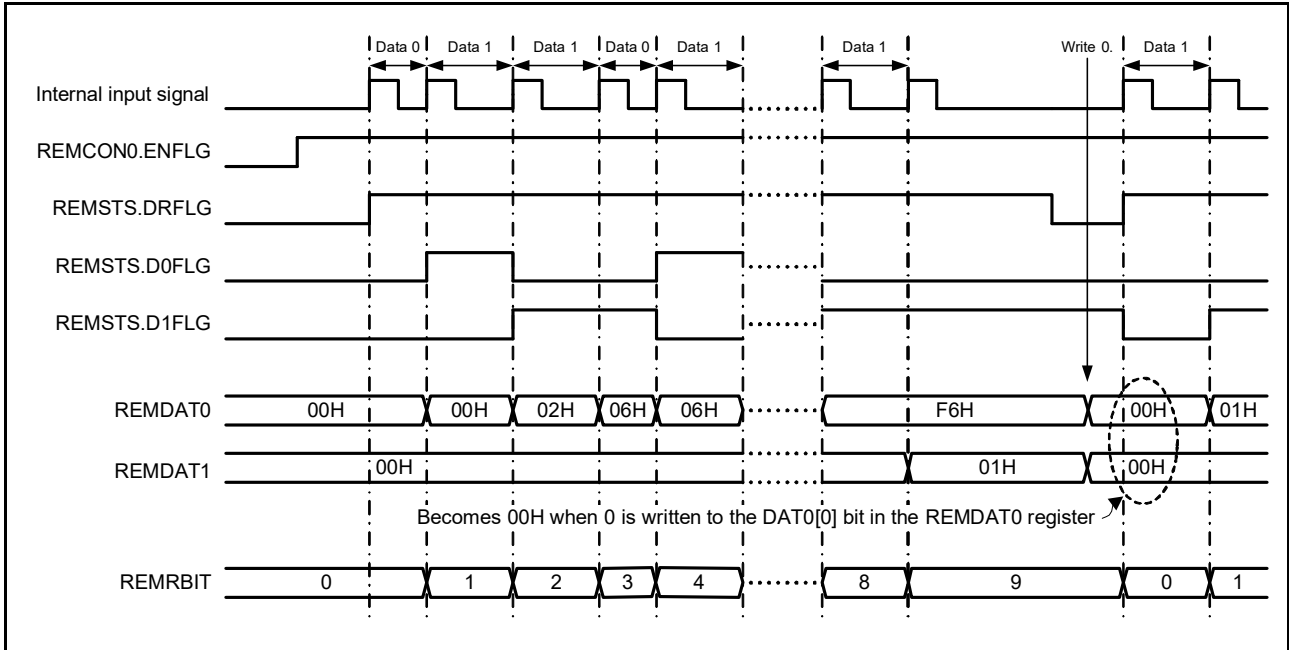 Data 0 Data 1 Data 1 Data 0 Data 1 Data 1 Write 0. Data 1
Internal input signal
REMCON0.ENFLG
REMSTS.DRFLG
REMSTS.D0FLG
REMSTS.D1FLG
REMDAT0 00H 00H 02H 06H 06H F6H 00H 01H
REMDAT1 00H 01H 00H
Becomes 00H when 0 is written to the DAT0[0] bit in the REMDAT0 register
REMRBIT 0 1 2 3 4 8 9 0 1